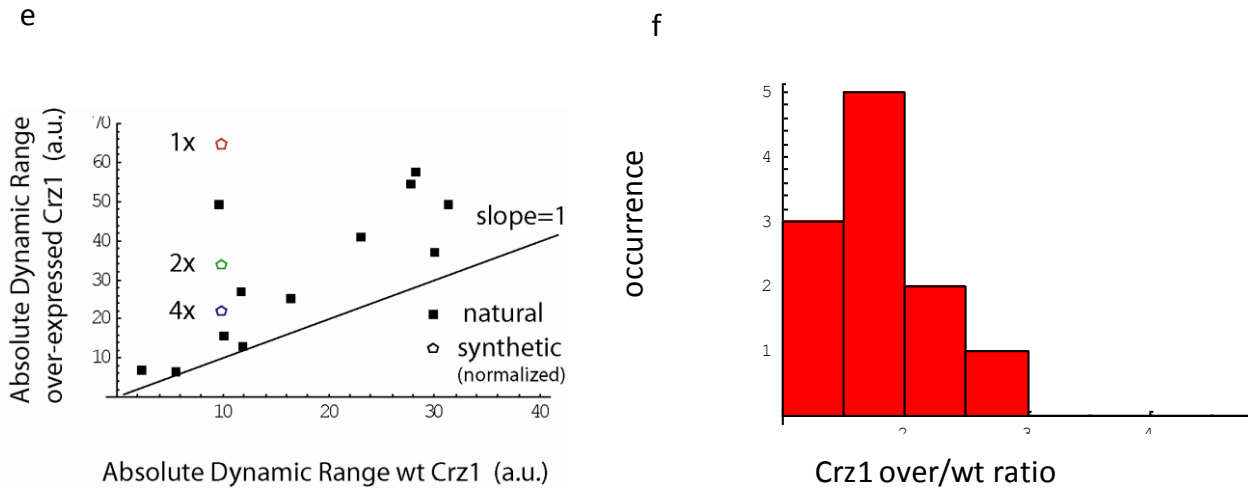 e
f
Absolute Dynamic Range
over-expressed Crz1 (a.u.)
70
60
50
40
30
20
10
1x
2x
4x
slope=1
natural
synthetic
(normalized)
10
20
30
40
Absolute Dynamic Range wt Crz1 (a.u.)
occurrence
5
4
3
2
1
2
3
4
Crz1 over/wt ratio